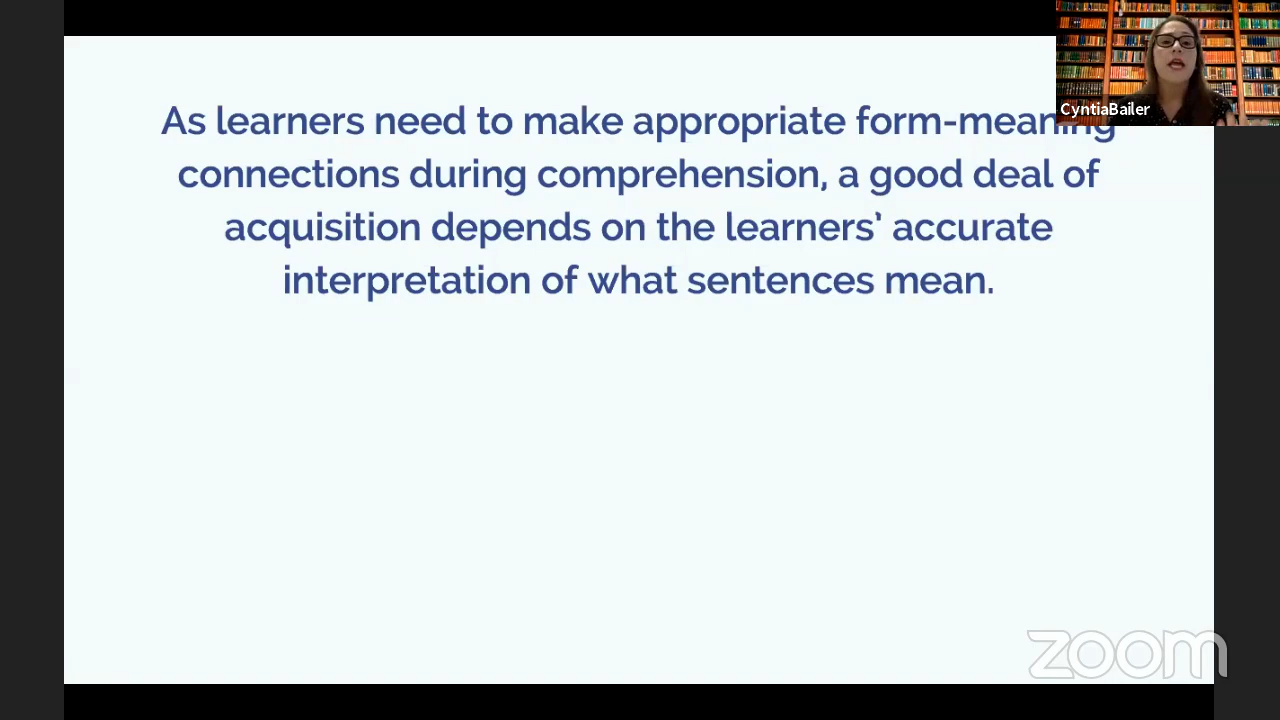 As learners need to make appropriate form-meaning
connections during comprehension, a good deal of
acquisition depends on the learners’ accurate
interpretation of what sentences mean.
CyntiaBailer
zoom